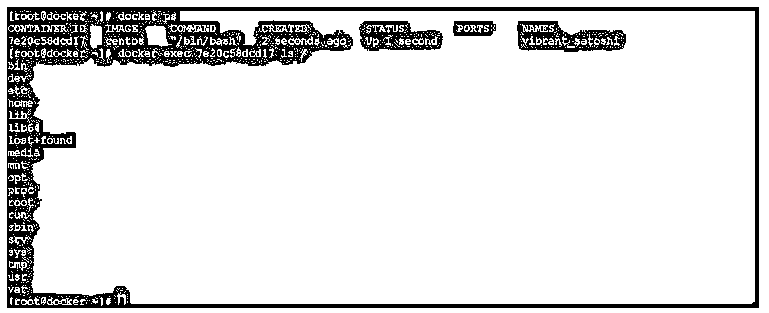 [root@docker ~]# docker ps
CONTAINER ID IMAGE COMMAND CREATED STATUS PORTS NAMES
7e20c58dcd17 centos "/bin/bash" 2 seconds ago Up 1 second vibrant_satoshi
[root@docker ~]# docker exec 7e20c58dcd17 ls /
bin
dev
etc
home
lib
lib64
lost+found
media
mnt
opt
proc
root
run
sbin
srv
sys
tmp
usr
var
[root@docker ~]# n